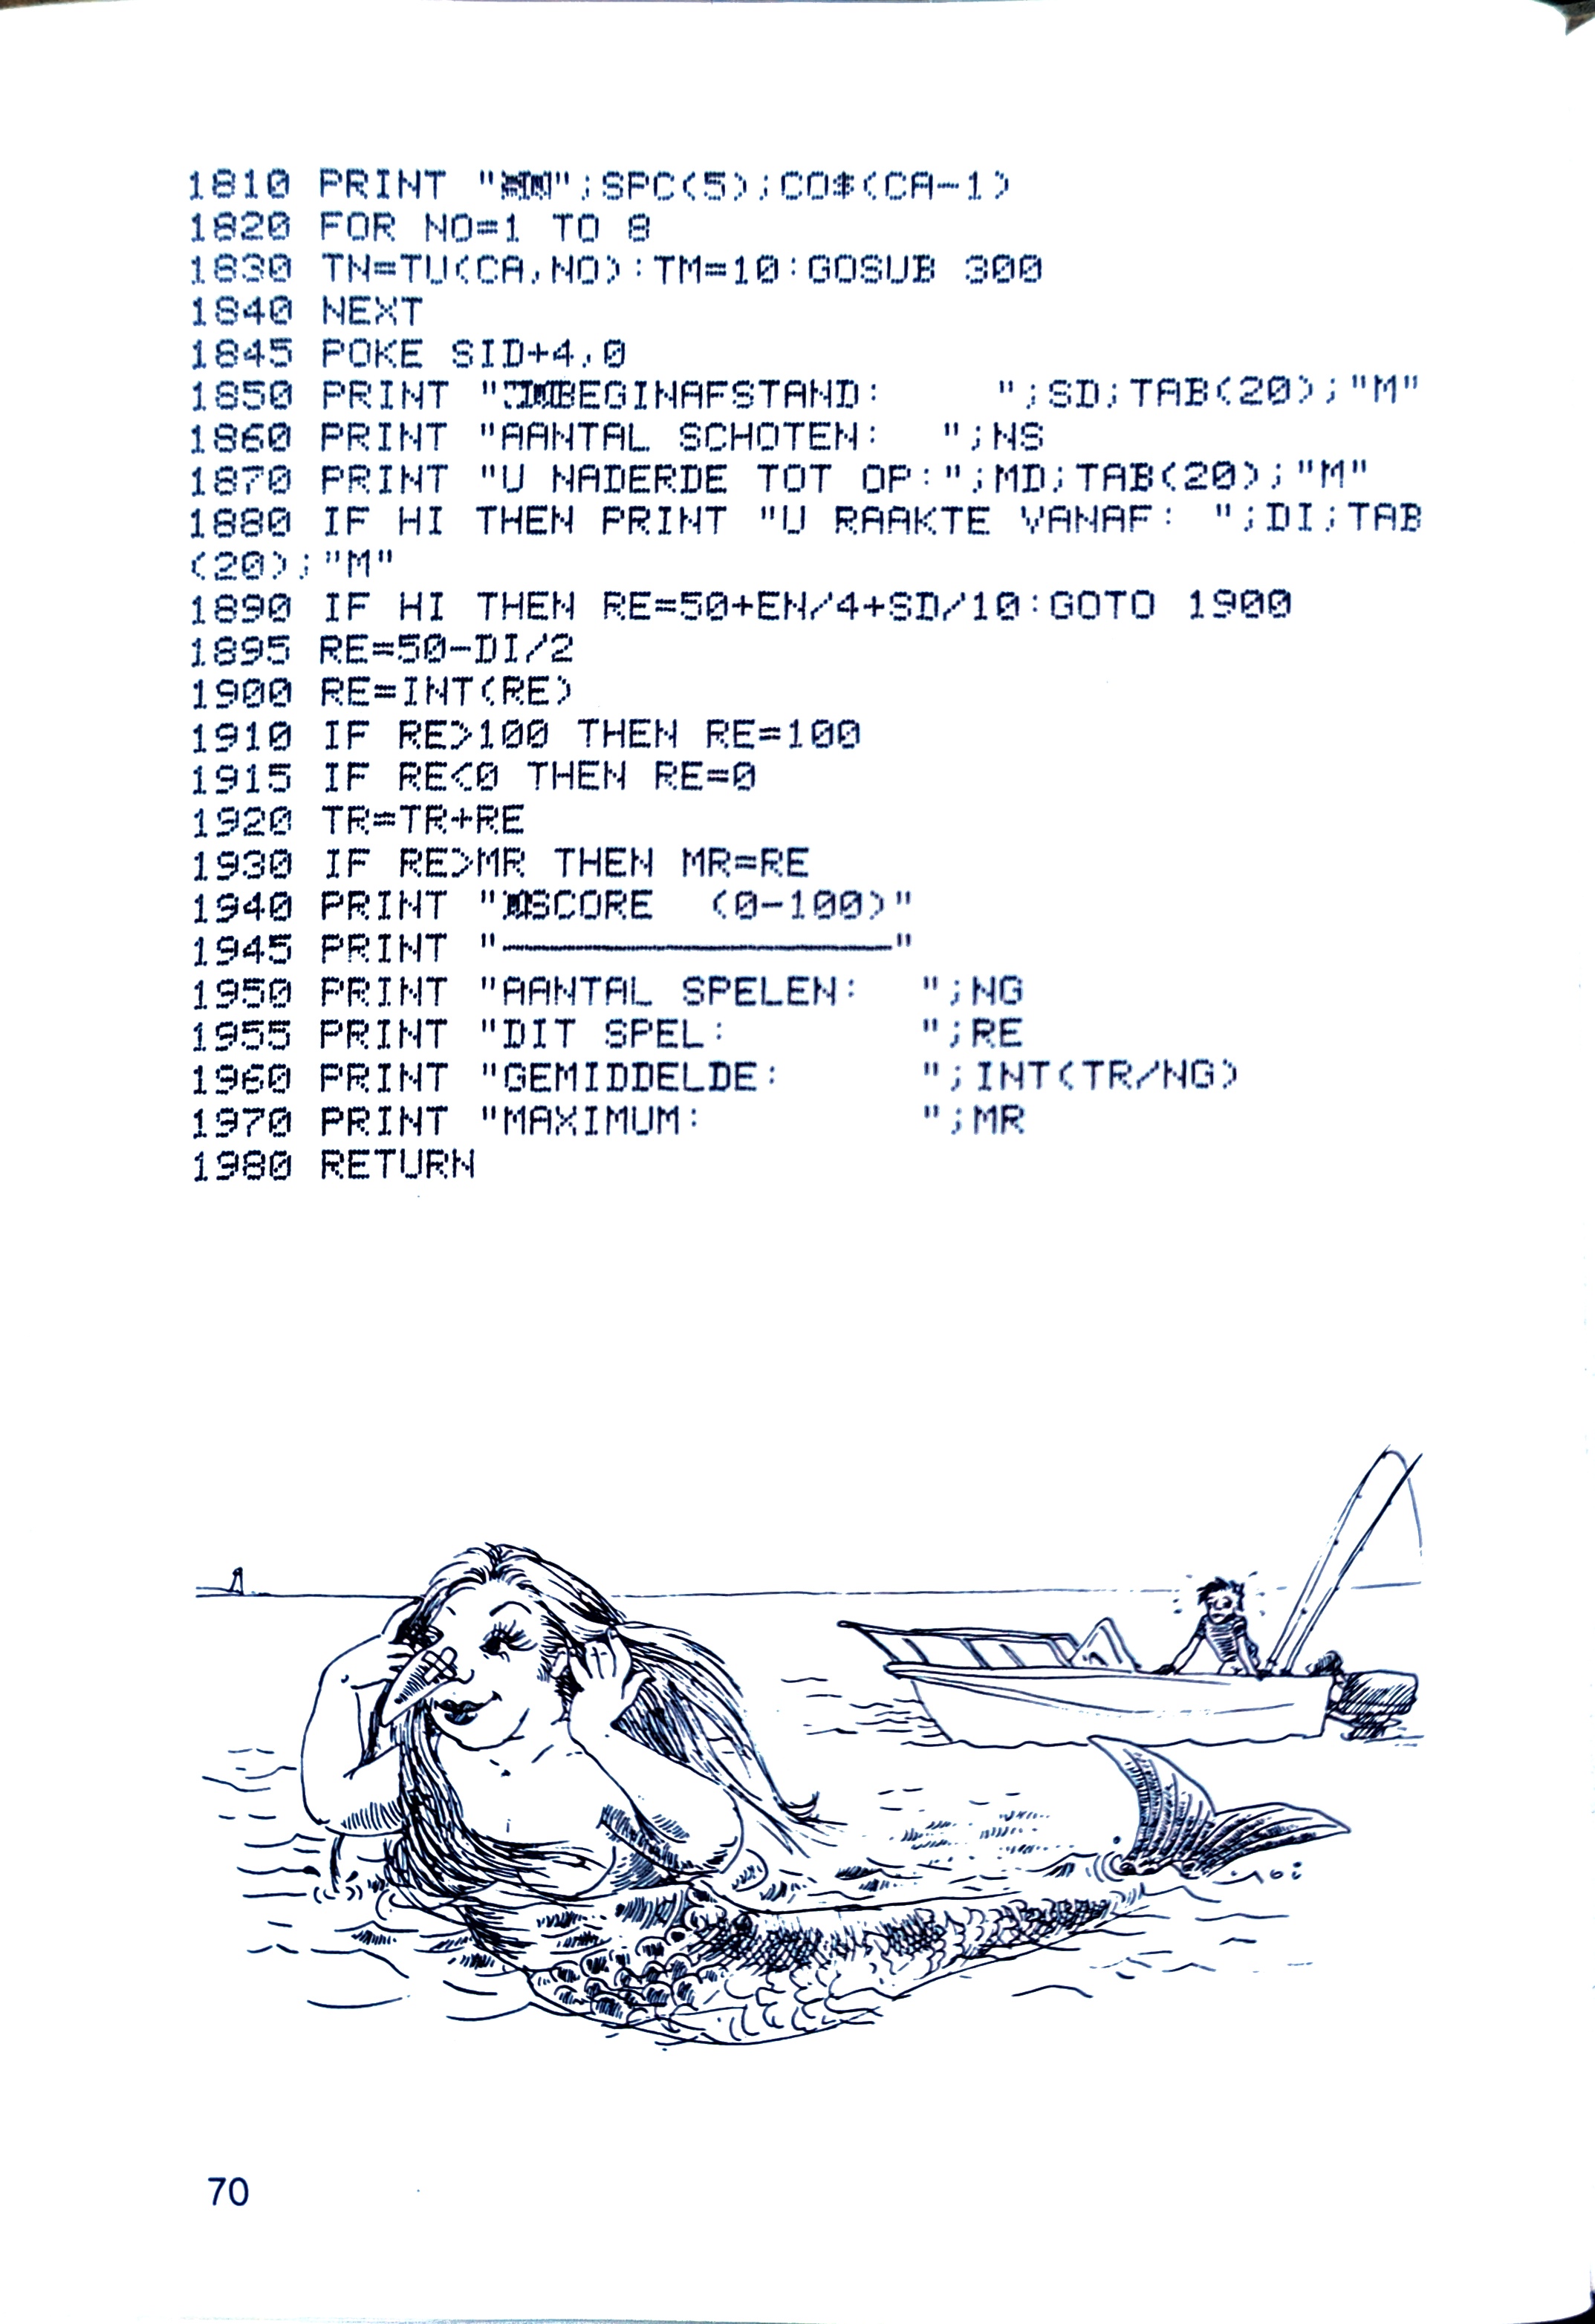 1810 PRINT "";SPC(5);CO$(CA-1)
1820 FOR NO=1 TO 8
1830 TN=TU(CA,NO):TM=10:GOSUB 300
1840 NEXT
1845 POKE SID+4,0
1850 PRINT "BEGINAFSTAND:     ";SD;TAB(20);"M"
1860 PRINT "AANTAL SCHOTEN:  ";NS
1870 PRINT "U NADERDE TOT OP:";MD;TAB(20);"M"
1880 IF HI THEN PRINT "U RAAKTE VANAF: ";DI;TAB
(20);"M"
1890 IF HI THEN RE=50+EN/4+SD/10:GOTO 1900
1895 RE=50-DI/2
1900 RE=INT(RE)
1910 IF RE>100 THEN RE=100
1915 IF RE<0 THEN RE=0
1920 TR=TR+RE
1930 IF RE>MR THEN MR=RE
1940 PRINT "SCORE  (0-100)"
1945 PRINT "───────────────"
1950 PRINT "AANTAL SPELEN:  ";NG
1955 PRINT "DIT SPEL:       ";RE
1960 PRINT "GEMIDDELDE:     ";INT(TR/NG)
1970 PRINT "MAXIMUM:        ";MR
1980 RETURN
70